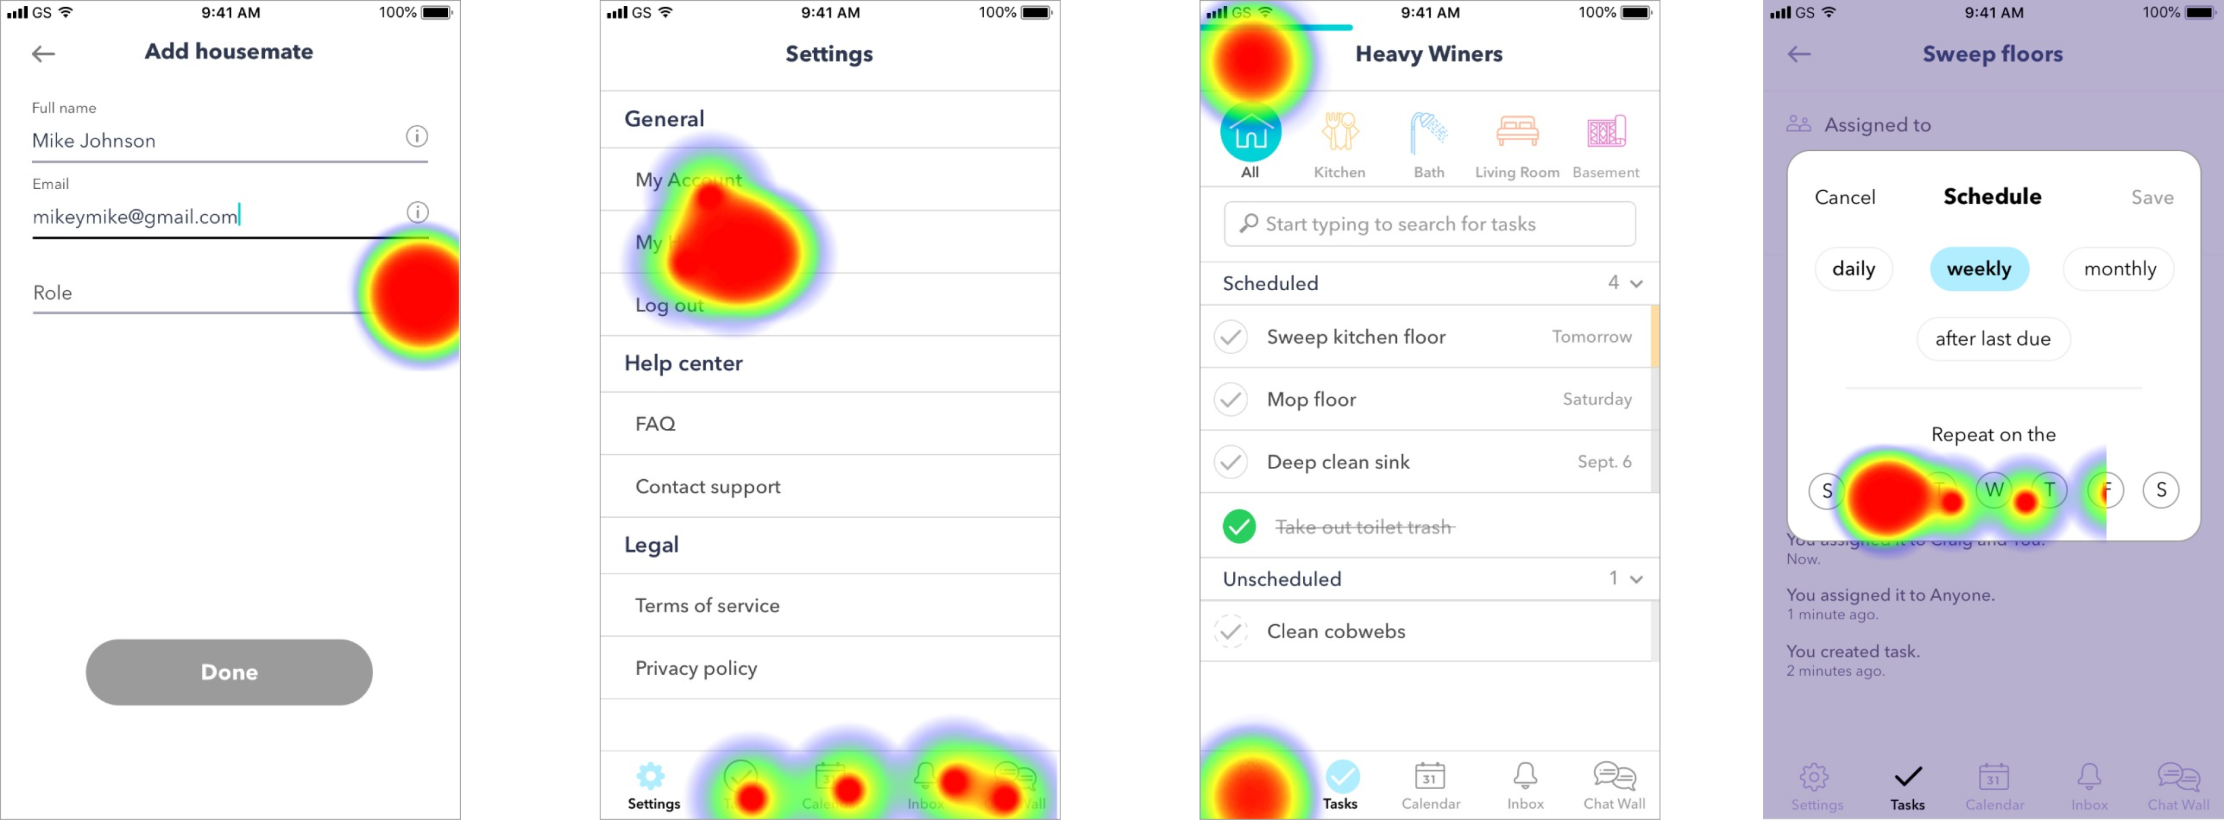 GS 9:41 AM 100%
Add housemate
Full name
Mike Johnson
Email
mikeymike@gmail.com
Role
Done
GS 9:41 AM 100%
Settings
General
My Account
My
Log out
Help center
FAQ
Contact support
Legal
Terms of service
Privacy policy
Settings Inbox
GS 9:41 AM 100%
Heavy Winers
All Kitchen Bath Living Room Basement
Start typing to search for tasks
Scheduled 4
Sweep kitchen floor Tomorrow
Mop floor Saturday
Deep clean sink Sept. 6
Take out toilet trash
Unscheduled 1
Clean cobwebs
31
Tasks Calendar Inbox Chat Wall
GS 9:41 AM 100%
Sweep floors
Assigned to
Cancel Schedule Save
daily weekly monthly
after last due
Repeat on the
S T W T F S
You assigned it to Craig and You.
Now.
You assigned it to Anyone.
1 minute ago.
You created task.
2 minutes ago.
31
Settings Tasks Calendar Inbox Chat Wall